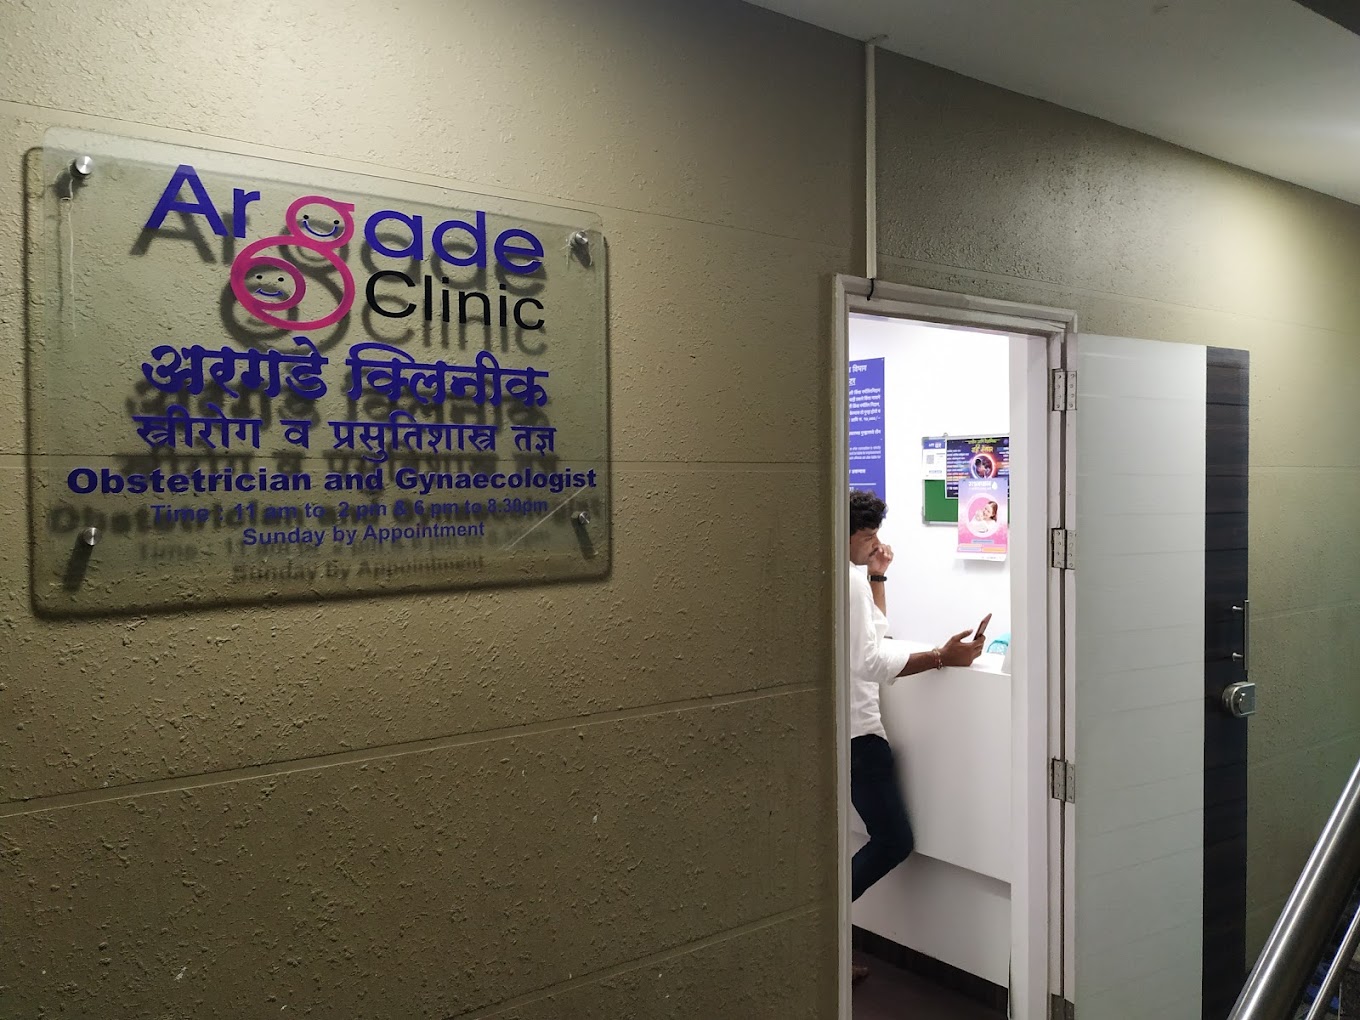 Argade
Clinic
अरगडे क्लिनीक
स्त्रीरोग व प्रसुतिशास्त्र तज्ञ
Obstetrician and Gynaecologist
Time : 11 am to 2 pm & 6 pm to 8.30pm
Sunday by Appointment